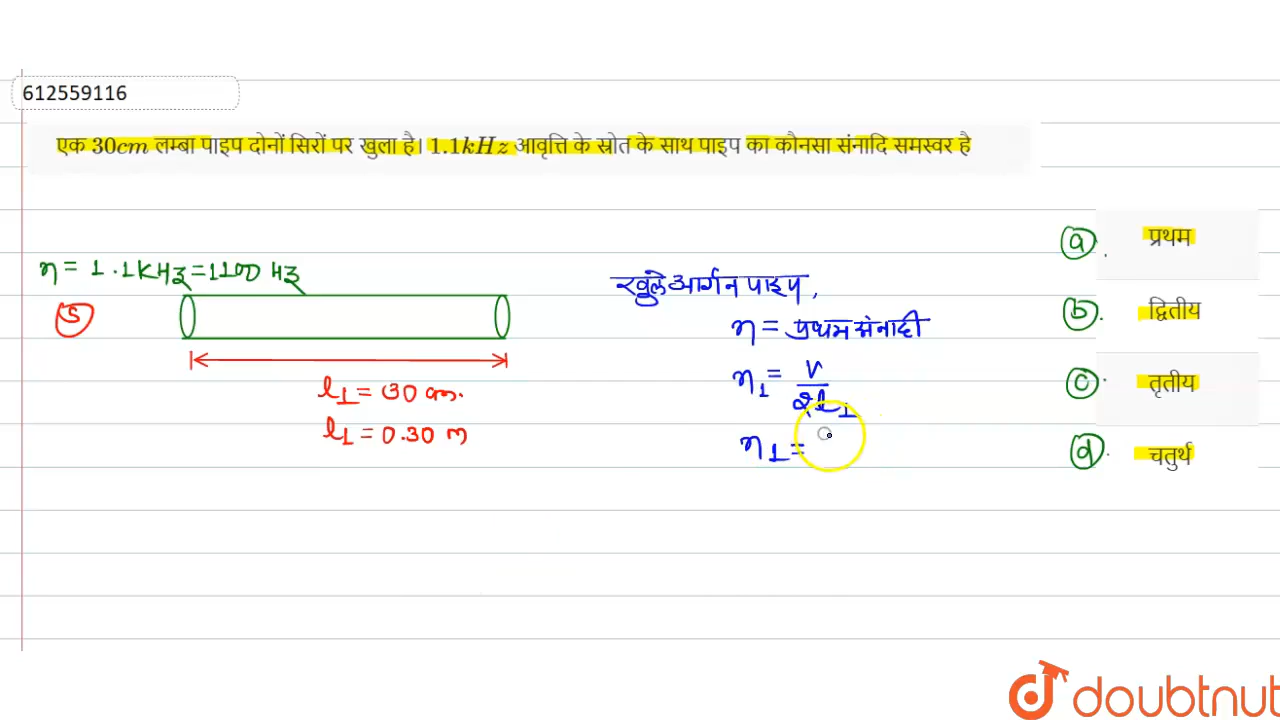 612559116
एक 30cm लम्बा पाइप दोनों सिरों पर खुला है। 1.1kHz आवृत्ति के स्रोत के साथ पाइप का कौनसा संनादि समस्वर है
n = 1.1KHz = 1100 Hz
S
l1 = 30 cm.
l1 = 0.30 m
खुले आर्गन पाइप,
n = प्रथम संनादी
n1 = V
2l1
n1 =
a. प्रथम
b. द्वितीय
c. तृतीय
d. चतुर्थ
doubtnut